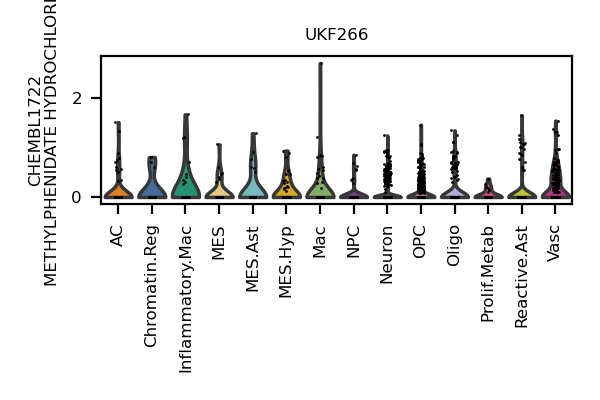 UKF266
CHEMBL1722
METHYLPHENIDATE HYDROCHLORI
2
0
AC
Chromatin.Reg
Inflammatory.Mac
MES
MES.Ast
MES.Hyp
Mac
NPC
Neuron
OPC
Oligo
Prolif.Metab
Reactive.Ast
Vasc